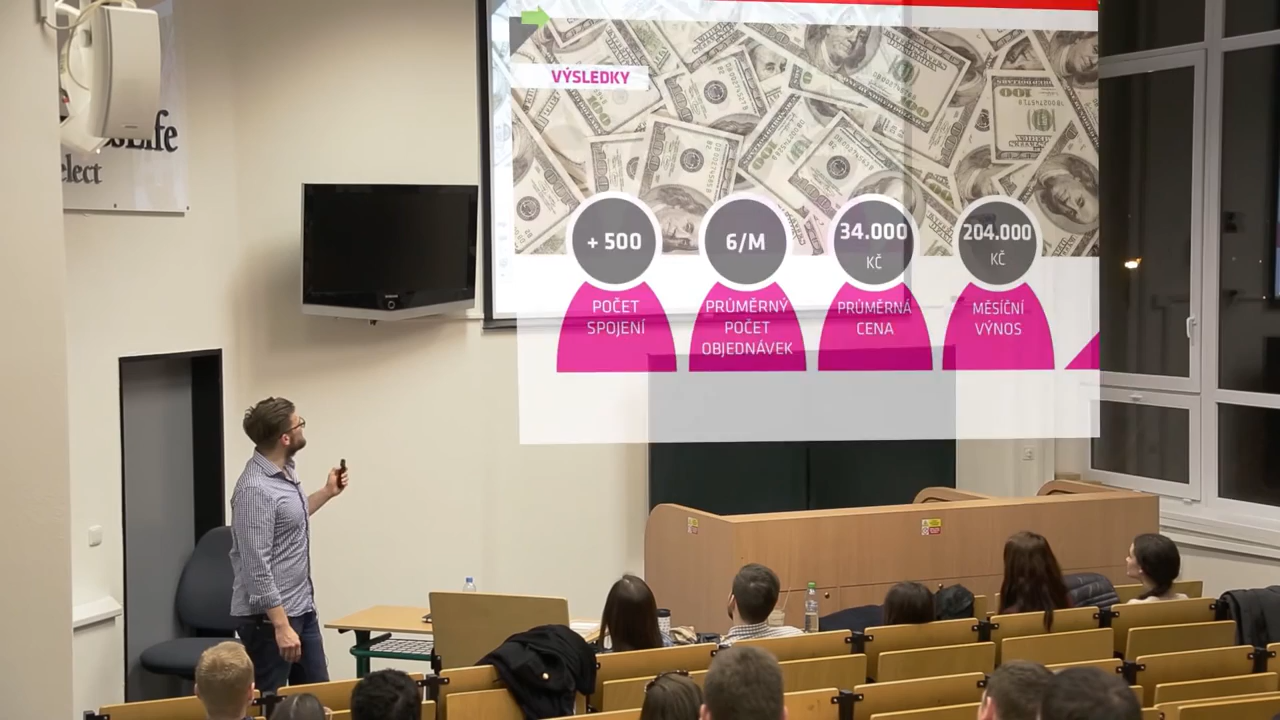 Life
elect
VÝSLEDKY
+ 500
POČET
SPOJENÍ
6/M
PRŮMĚRNÝ
POČET
OBJEDNÁVEK
34.000
KČ
PRŮMĚRNÁ
CENA
204.000
KČ
MĚSÍČNÍ
VÝNOS